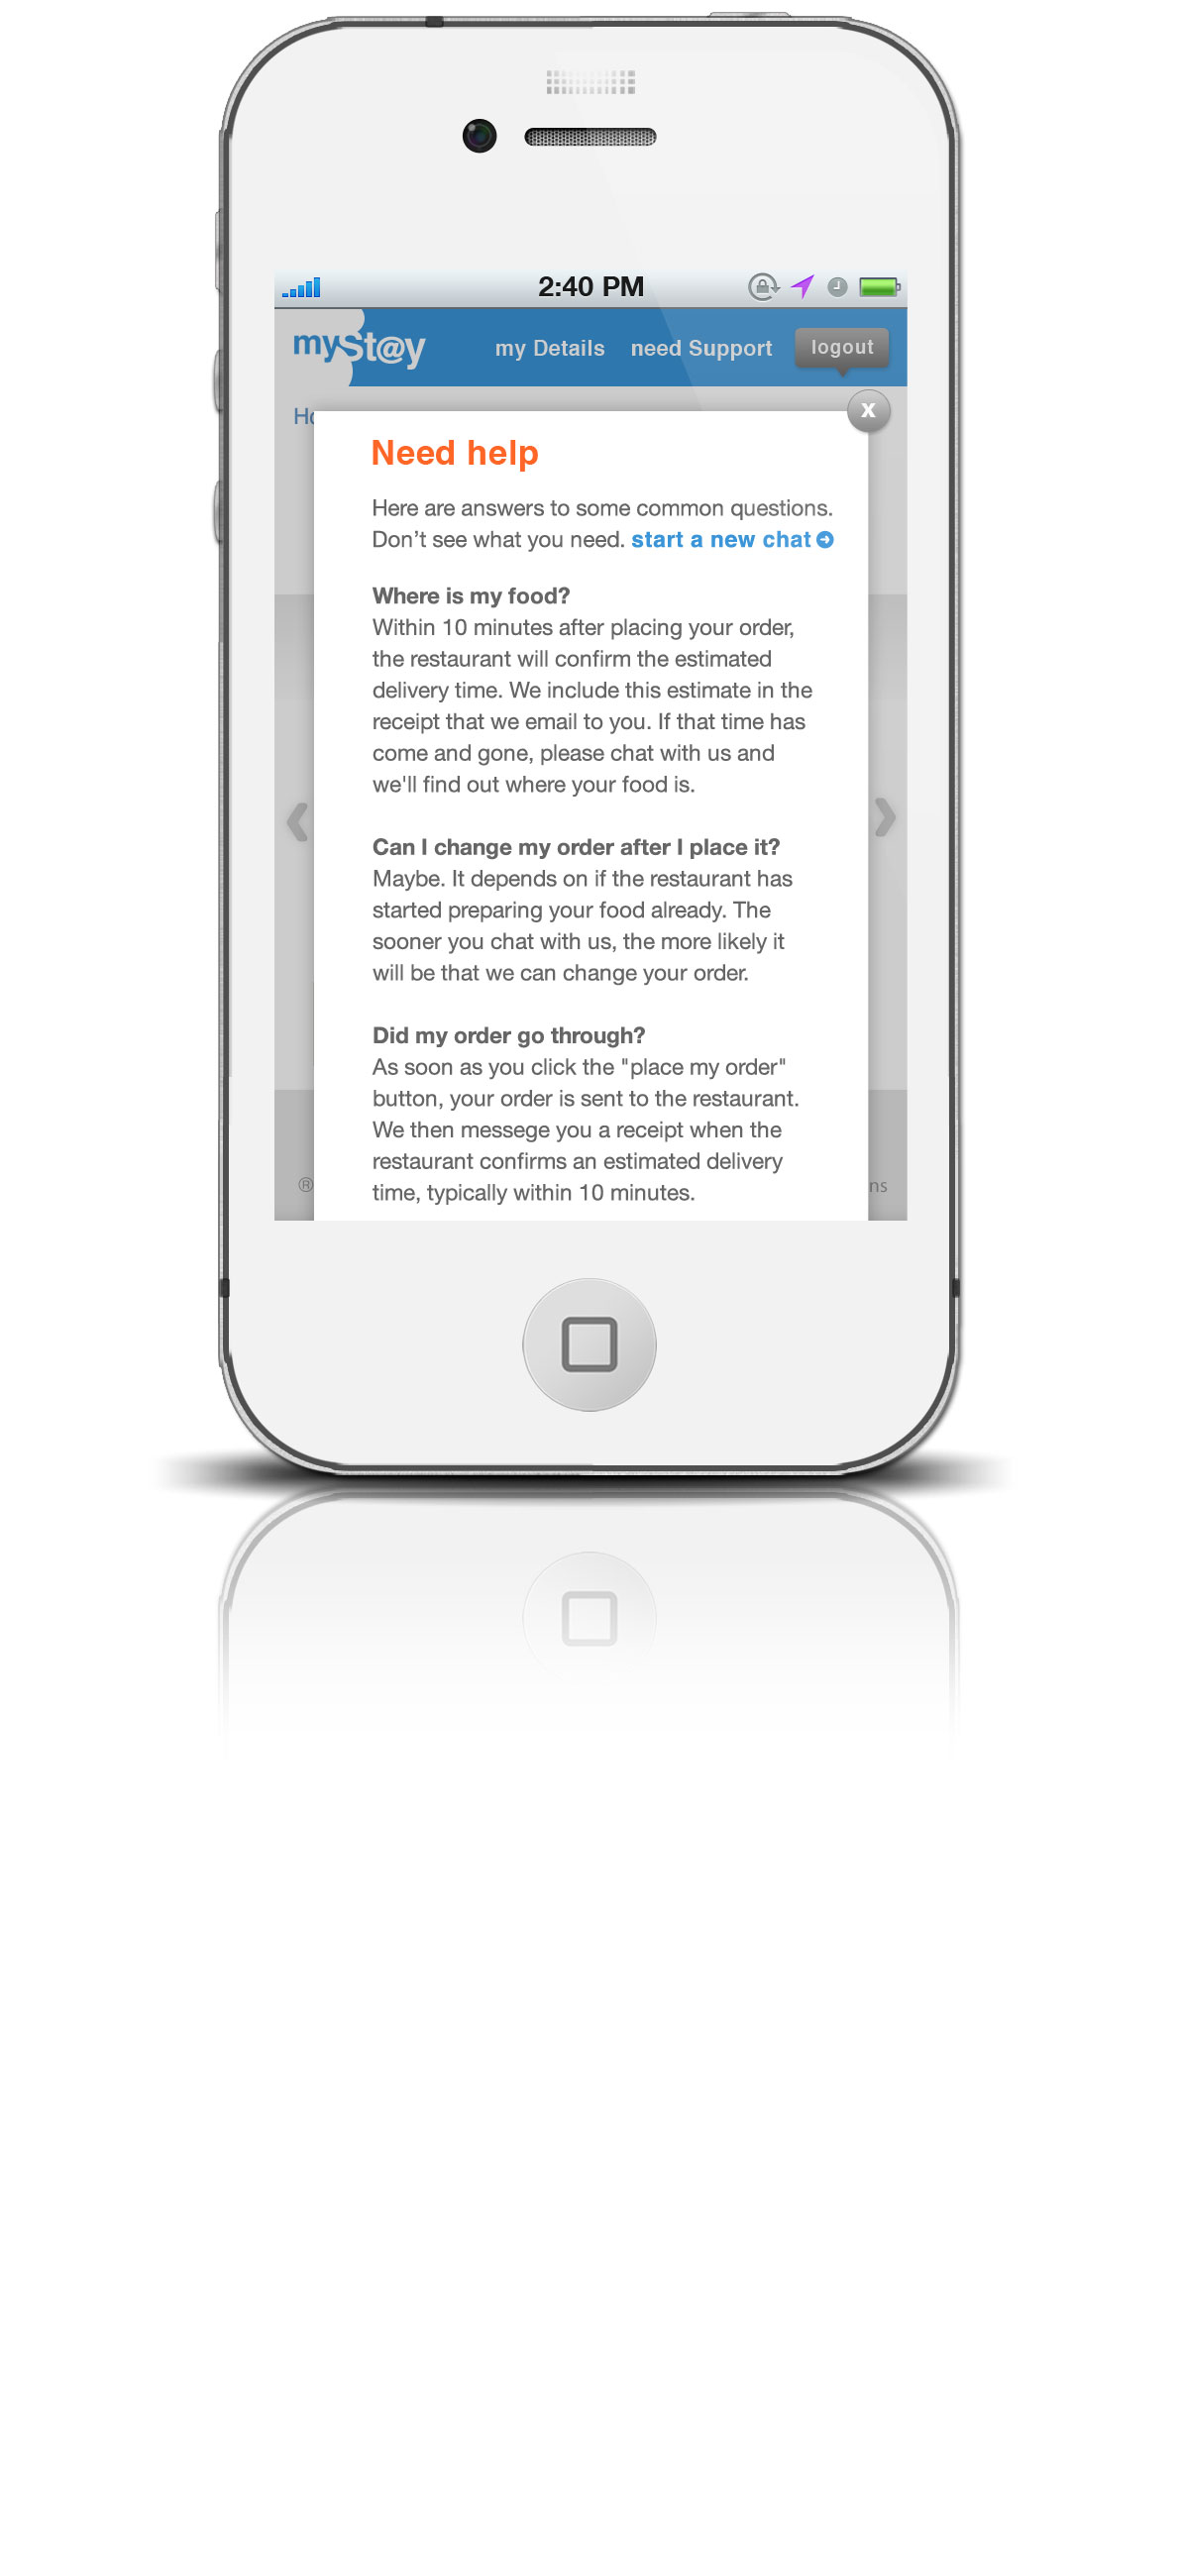 2:40 PM
mySt@y
my Details need Support logout
Ho
x
Need help
Here are answers to some common questions.
Don’t see what you need. start a new chat
Where is my food?
Within 10 minutes after placing your order,
the restaurant will confirm the estimated
delivery time. We include this estimate in the
receipt that we email to you. If that time has
come and gone, please chat with us and
we'll find out where your food is.
Can I change my order after I place it?
Maybe. It depends on if the restaurant has
started preparing your food already. The
sooner you chat with us, the more likely it
will be that we can change your order.
Did my order go through?
As soon as you click the "place my order"
button, your order is sent to the restaurant.
We then messege you a receipt when the
restaurant confirms an estimated delivery
time, typically within 10 minutes.
® ns